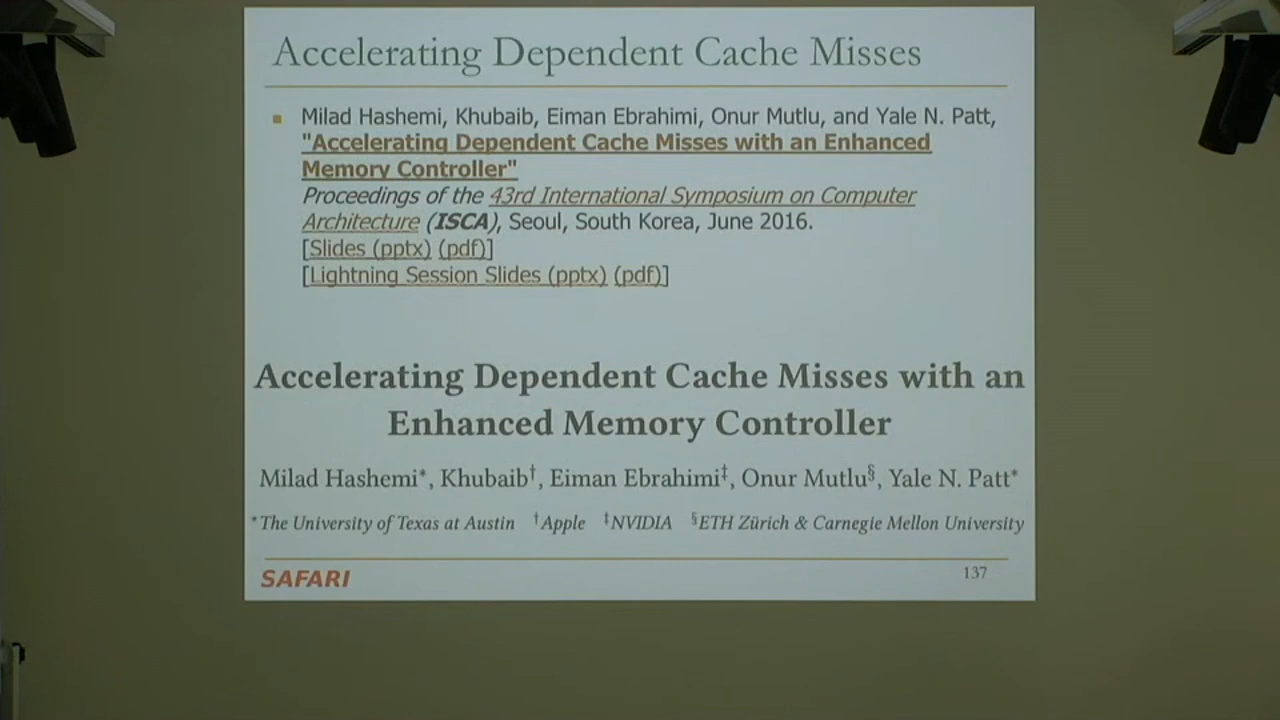 Accelerating Dependent Cache Misses
Milad Hashemi, Khubaib, Eiman Ebrahimi, Onur Mutlu, and Yale N. Patt,
"Accelerating Dependent Cache Misses with an Enhanced
Memory Controller"
Proceedings of the 43rd International Symposium on Computer
Architecture (ISCA), Seoul, South Korea, June 2016.
[Slides (pptx) (pdf)]
[Lightning Session Slides (pptx) (pdf)]
Accelerating Dependent Cache Misses with an
Enhanced Memory Controller
Milad Hashemi*, Khubaib†, Eiman Ebrahimi‡, Onur Mutlu§, Yale N. Patt*
*The University of Texas at Austin †Apple ‡NVIDIA §ETH Zürich & Carnegie Mellon University
SAFARI
137